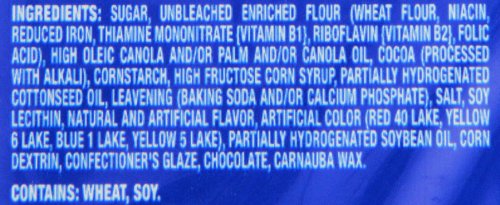 INGREDIENTS: SUGAR, UNBLEACHED ENRICHED FLOUR (WHEAT FLOUR, NIACIN,
REDUCED IRON, THIAMINE MONONITRATE {VITAMIN B1}, RIBOFLAVIN {VITAMIN B2}, FOLIC
ACID), HIGH OLEIC CANOLA AND/OR PALM AND/OR CANOLA OIL, COCOA (PROCESSED
WITH ALKALI), CORNSTARCH, HIGH FRUCTOSE CORN SYRUP, PARTIALLY HYDROGENATED
COTTONSEED OIL, LEAVENING (BAKING SODA AND/OR CALCIUM PHOSPHATE), SALT, SOY
LECITHIN, NATURAL AND ARTIFICIAL FLAVOR, ARTIFICIAL COLOR (RED 40 LAKE, YELLOW
6 LAKE, BLUE 1 LAKE, YELLOW 5 LAKE), PARTIALLY HYDROGENATED SOYBEAN OIL, CORN
DEXTRIN, CONFECTIONER'S GLAZE, CHOCOLATE, CARNAUBA WAX.
CONTAINS: WHEAT, SOY.